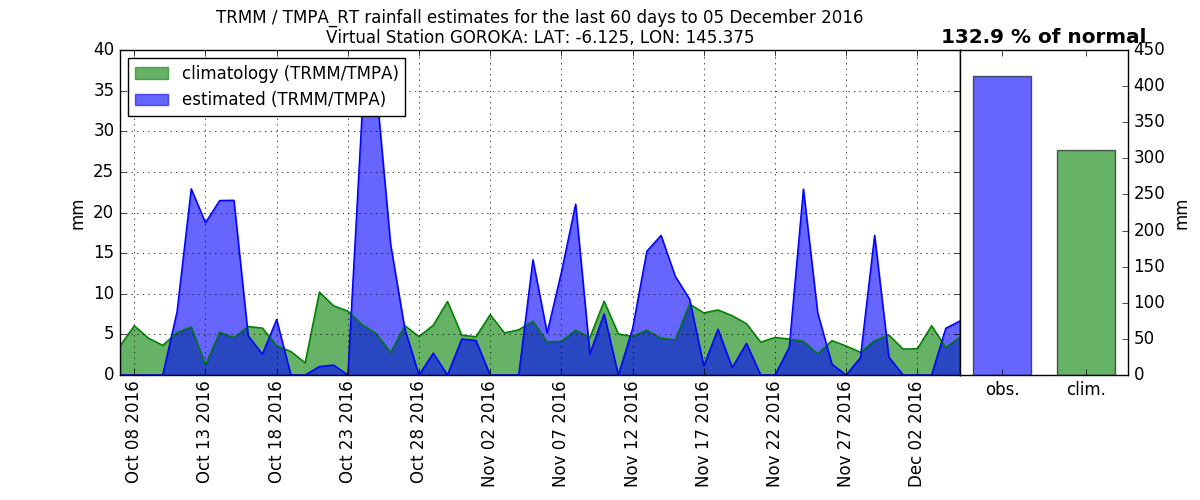 TRMM / TMPA_RT rainfall estimates for the last 60 days to 05 December 2016
Virtual Station GOROKA: LAT: -6.125, LON: 145.375
132.9 % of normal
climatology (TRMM/TMPA)
estimated (TRMM/TMPA)
40
35
30
25
20
15
10
5
0
mm
Oct 08 2016
Oct 13 2016
Oct 18 2016
Oct 23 2016
Oct 28 2016
Nov 02 2016
Nov 07 2016
Nov 12 2016
Nov 17 2016
Nov 22 2016
Nov 27 2016
Dec 02 2016
450
400
350
300
250
200
150
100
50
0
mm
obs.
clim.